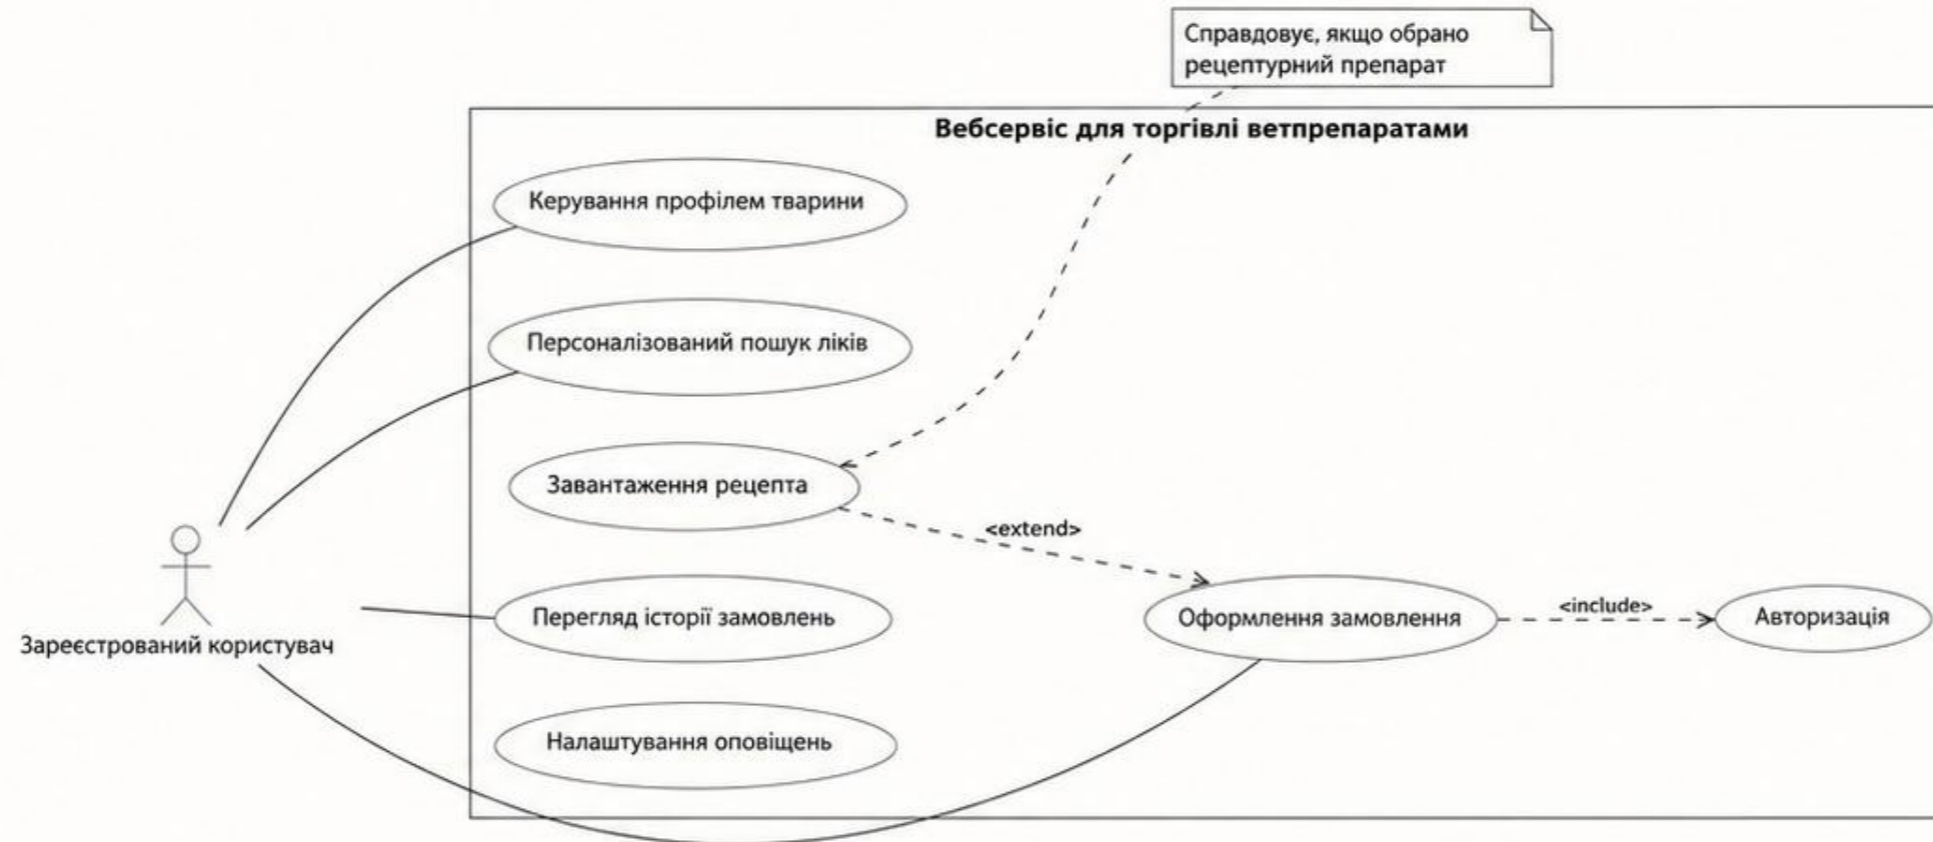 Справдовує, якщо обрано
рецептурний препарат
Вебсервіс для торгівлі ветпрепаратами
Керування профілем тварини
Персоналізований пошук ліків
Завантаження рецепта
<extend>
Перегляд історії замовлень
Оформлення замовлення
<include>
Авторизація
Зареєстрований користувач
Налаштування оповіщень